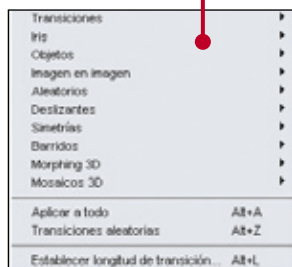 Transiciones
Iris
Objetos
Imagen en imagen
Aleatorios
Deslizantes
Simetrías
Barridos
Morphing 3D
Mosaicos 3D
Aplicar a todo Alt+A
Transiciones aleatorias Alt+Z
Establecer longitud de transición... Alt+L